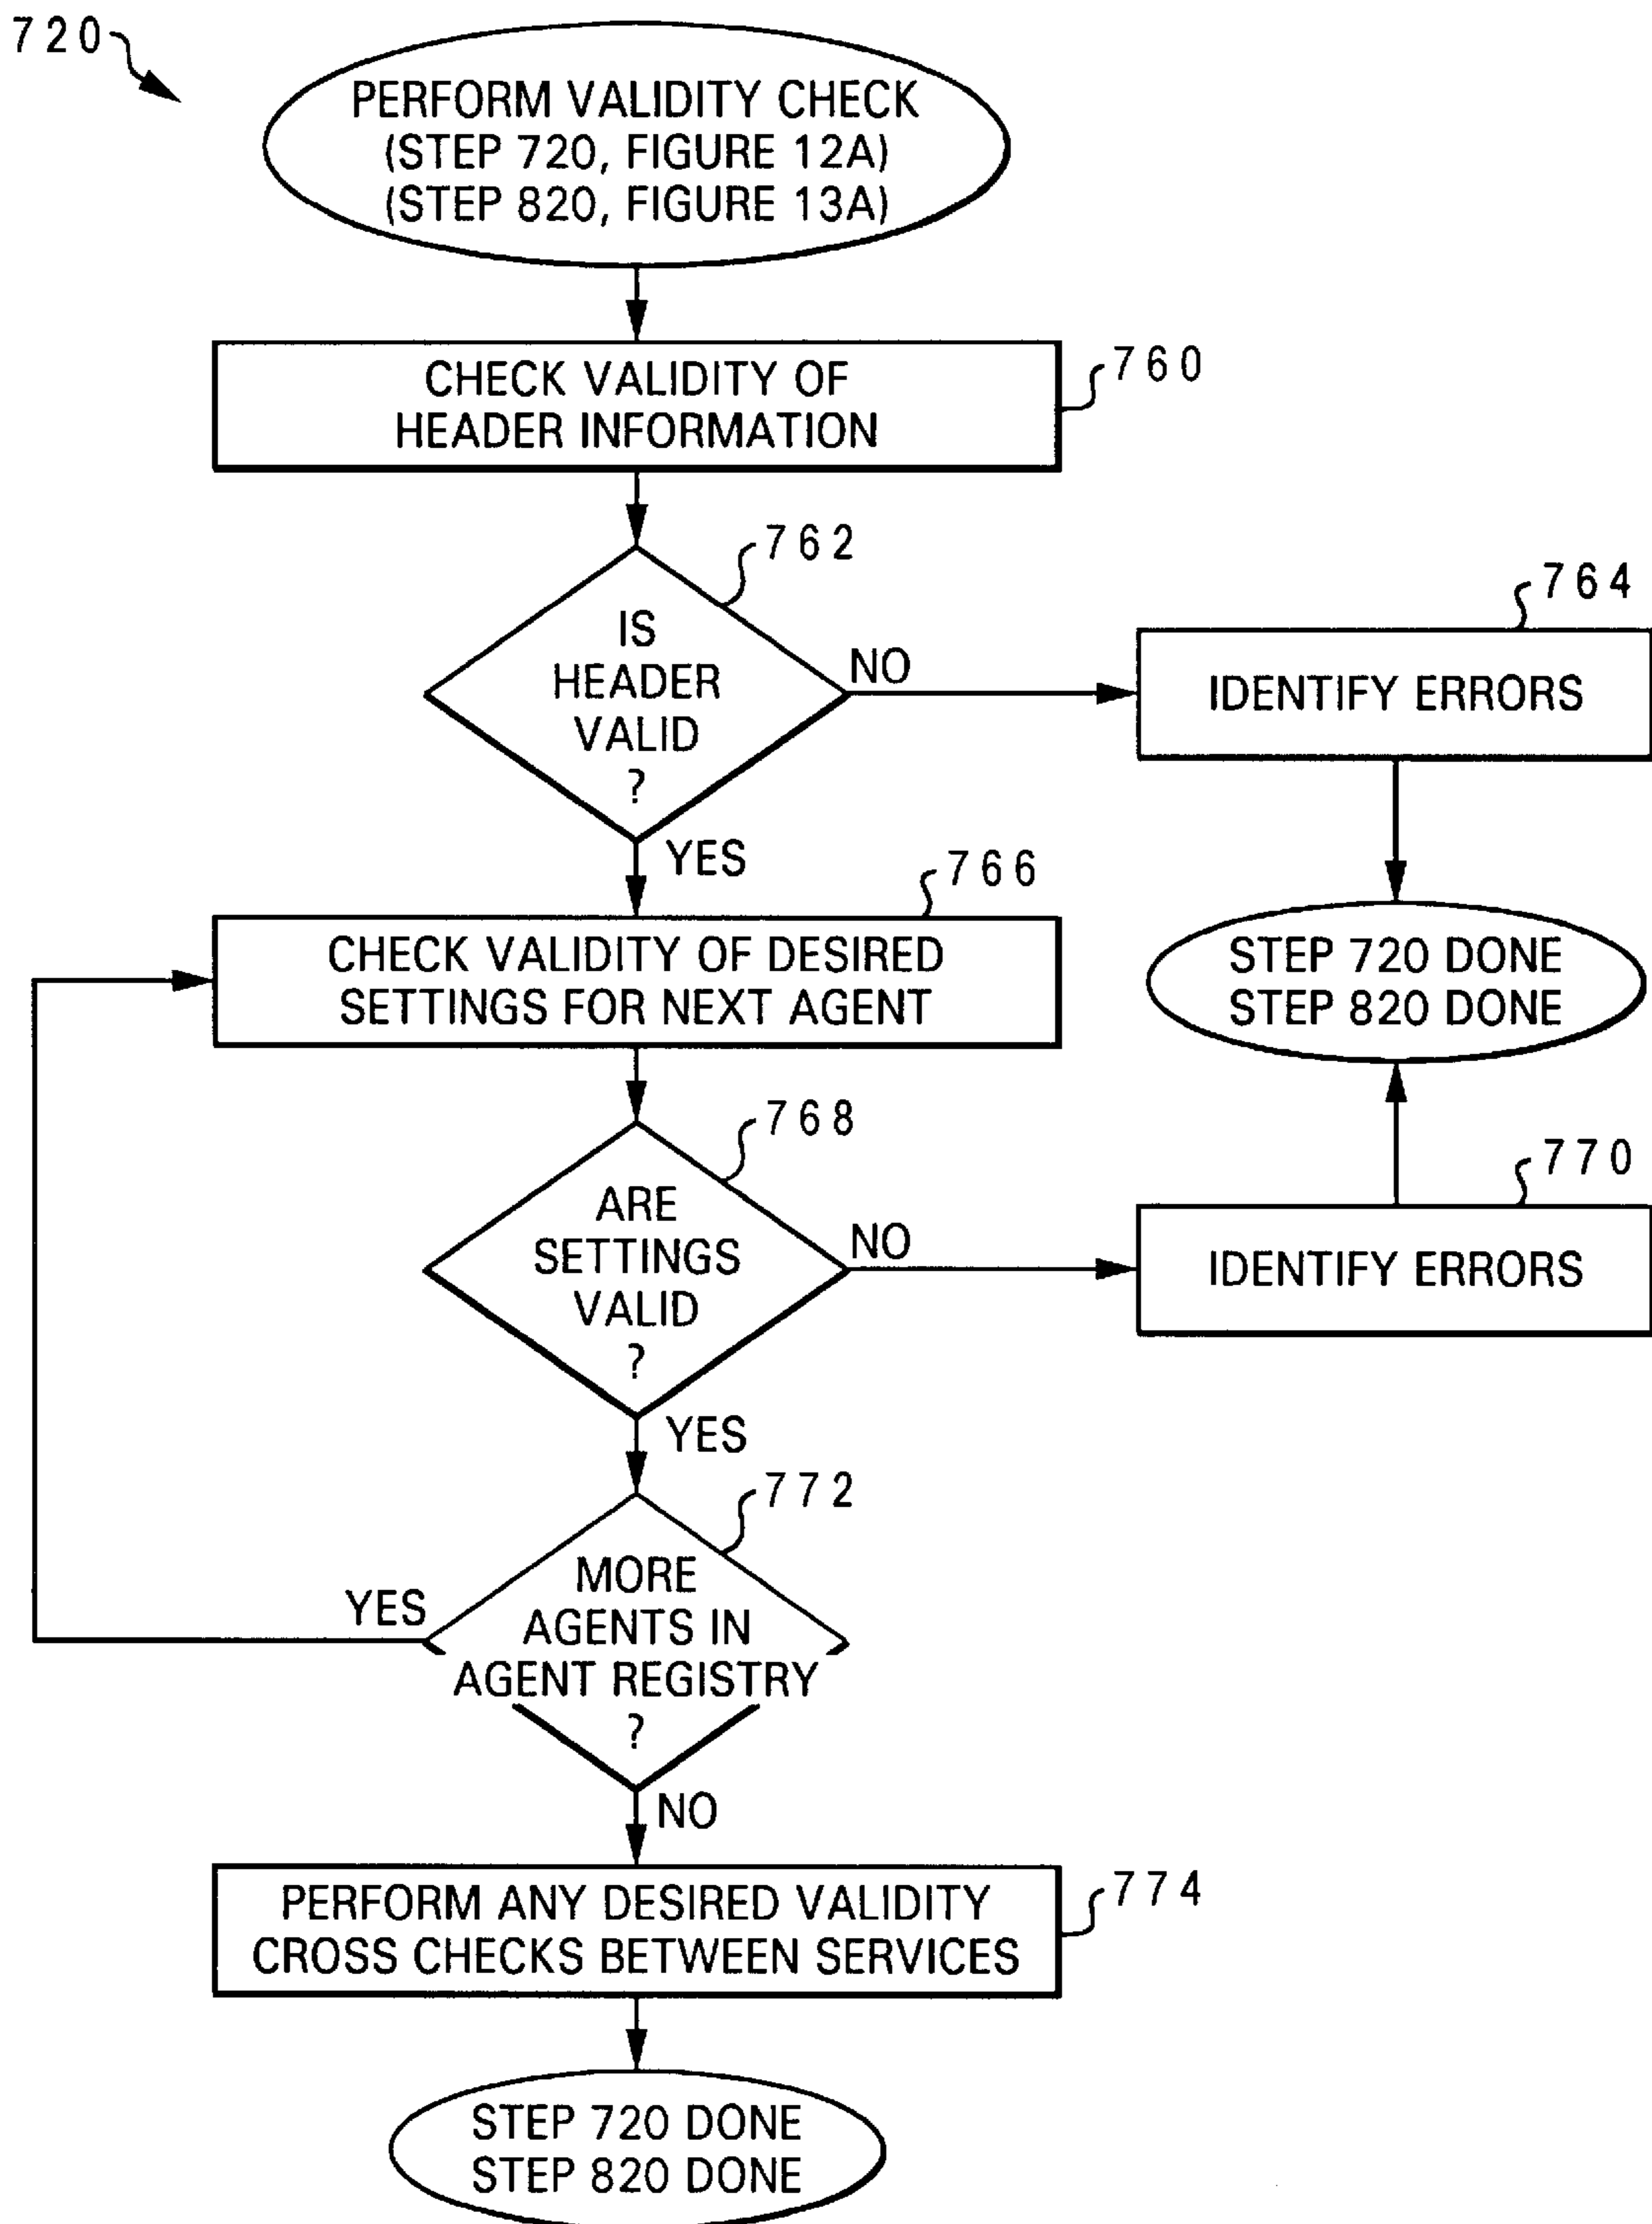 720
PERFORM VALIDITY CHECK
(STEP 720, FIGURE 12A)
(STEP 820, FIGURE 13A)
CHECK VALIDITY OF
HEADER INFORMATION
760
762
IS
HEADER
VALID
?
NO
YES
764
IDENTIFY ERRORS
766
CHECK VALIDITY OF DESIRED
SETTINGS FOR NEXT AGENT
STEP 720 DONE
STEP 820 DONE
768
ARE
SETTINGS
VALID
?
NO
YES
770
IDENTIFY ERRORS
772
MORE
AGENTS IN
AGENT REGISTRY
?
YES
NO
PERFORM ANY DESIRED VALIDITY
CROSS CHECKS BETWEEN SERVICES
774
STEP 720 DONE
STEP 820 DONE